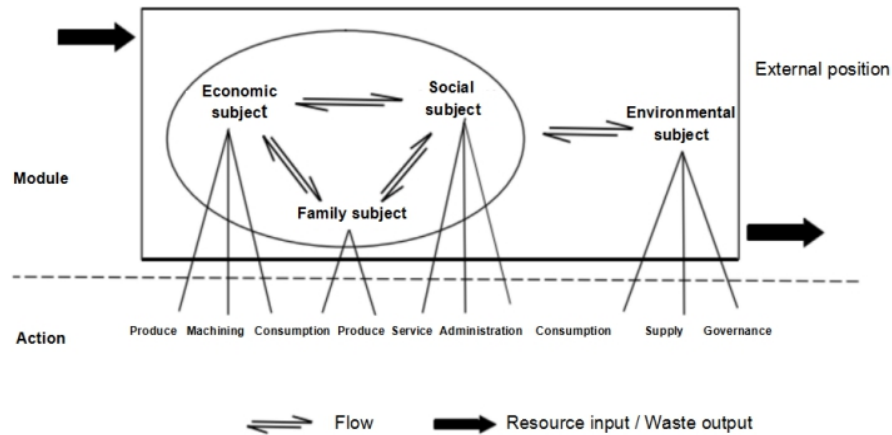 External position
Economic
subject
Social
subject
Environmental
subject
Module
Family subject
Produce Machining Consumption Produce Service Administration Consumption Supply Governance
Action
Flow
Resource input / Waste output